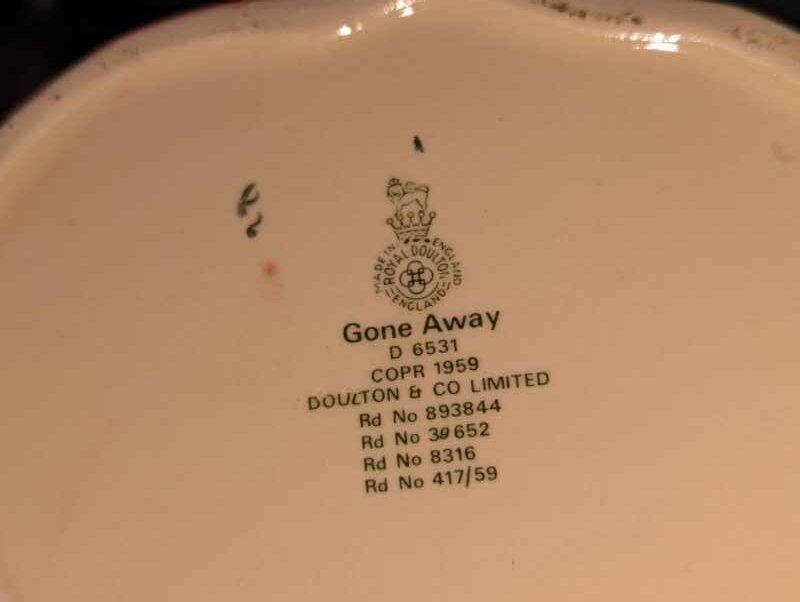 MADE IN ENGLAND
ROYAL DOULTON
ENGLAND
Gone Away
D 6531
COPR 1959
DOULTON & CO LIMITED
Rd No 893844
Rd No 39652
Rd No 8316
Rd No 417/59